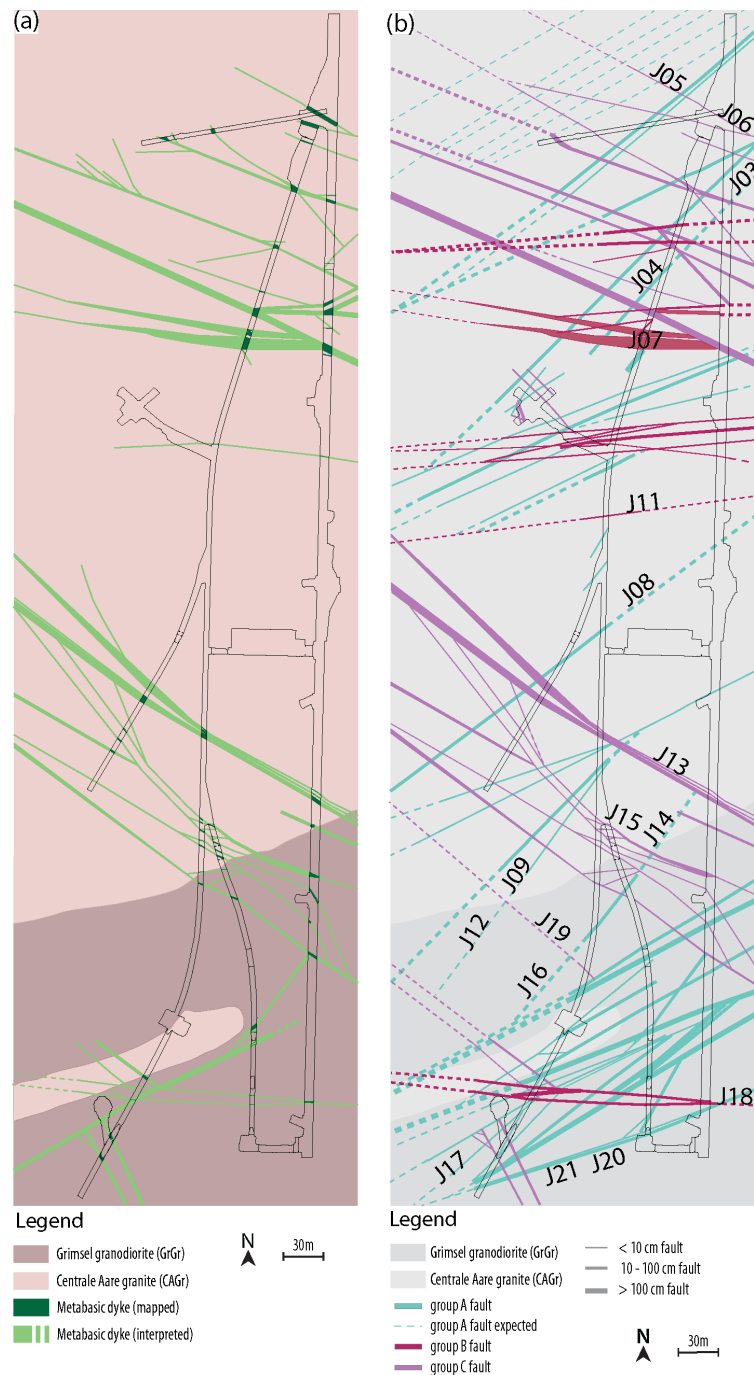 (a)
(b)
J05
J06
J03
J04
J07
J11
J08
J13
J15
J14
J09
J12
J19
J16
J18
J17
J21
J20
Legend
Grimsel granodiorite (GrGr)
Centrale Aare granite (CAGr)
Metabasic dyke (mapped)
Metabasic dyke (interpreted)
N
30m
Legend
Grimsel granodiorite (GrGr)
Centrale Aare granite (CAGr)
group A fault
group A fault expected
group B fault
group C fault
< 10 cm fault
10 - 100 cm fault
> 100 cm fault
N
30m